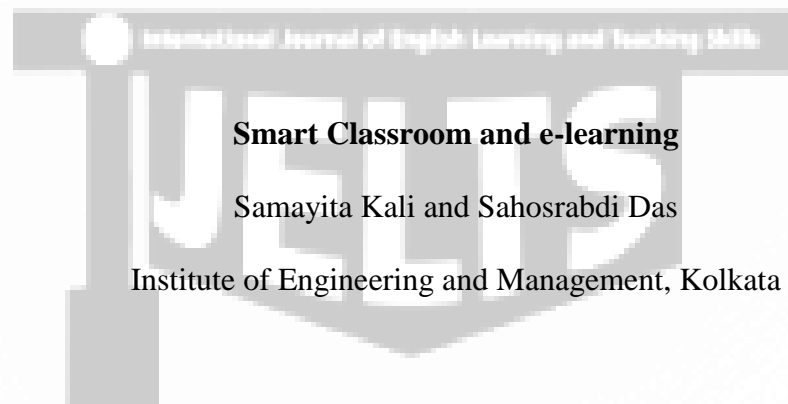 International Journal of English Learning and Teaching Skills
IJELTS
Smart Classroom and e-learning
Samayita Kali and Sahosrabdi Das
Institute of Engineering and Management, Kolkata